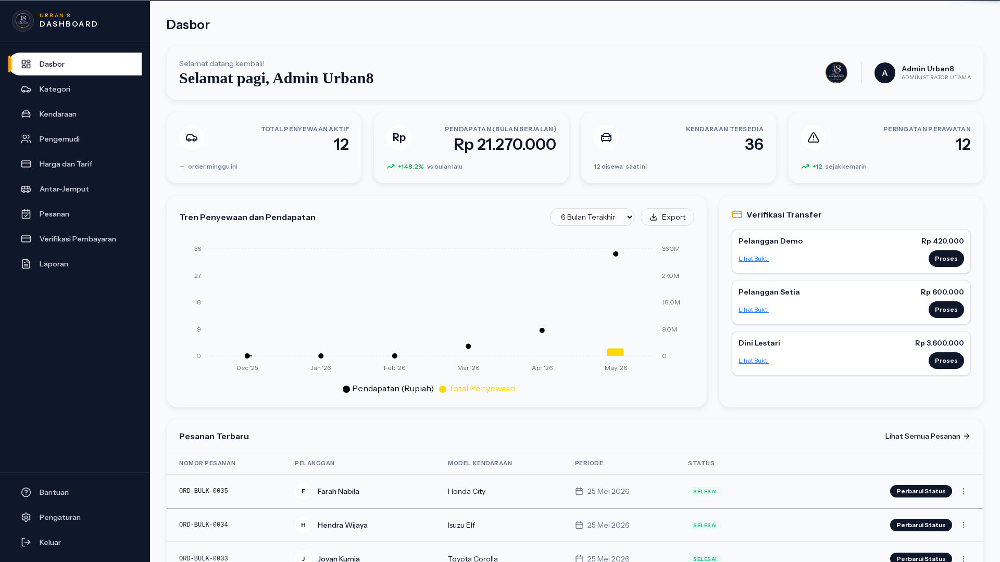 URBAN 8
DASHBOARD
Dasbor
Kategori
Kendaraan
Pengemudi
Harga dan Tarif
Antar-Jemput
Pesanan
Verifikasi Pembayaran
Laporan
Bantuan
Pengaturan
Keluar
Dasbor
Selamat datang kembali!
Selamat pagi, Admin Urban8
A
Admin Urban8
ADMINISTRATOR UTAMA
TOTAL PENYEWAAN AKTIF
12
— order minggu ini
Rp
PENDAPATAN (BULAN BERJALAN)
Rp 21.270.000
+148.2% vs bulan lalu
KENDARAAN TERSEDIA
36
12 disewa saat ini
PERINGATAN PERAWATAN
12
+12 sejak kemarin
Tren Penyewaan dan Pendapatan
6 Bulan Terakhir
Export
36 36.0M
27 27.0M
18 18.0M
9 9.0M
0 0
Dec '25 Jan '26 Feb '26 Mar '26 Apr '26 May '26
Pendapatan (Rupiah) Total Penyewaan
Verifikasi Transfer
Pelanggan Demo Rp 420.000
Lihat Bukti Proses
Pelanggan Setia Rp 600.000
Lihat Bukti Proses
Dini Lestari Rp 3.600.000
Lihat Bukti Proses
Pesanan Terbaru
Lihat Semua Pesanan
NOMOR PESANAN PELANGGAN MODEL KENDARAAN PERIODE STATUS
ORD-BULK-0035 F Farah Nabila Honda City 25 Mei 2026 SELESAI Perbarui Status
ORD-BULK-0034 H Hendra Wijaya Isuzu Elf 25 Mei 2026 SELESAI Perbarui Status
ORD-BULK-0033 J Jovan Kurnia Toyota Corolla 25 Mei 2026 SELESAI Perbarui Status